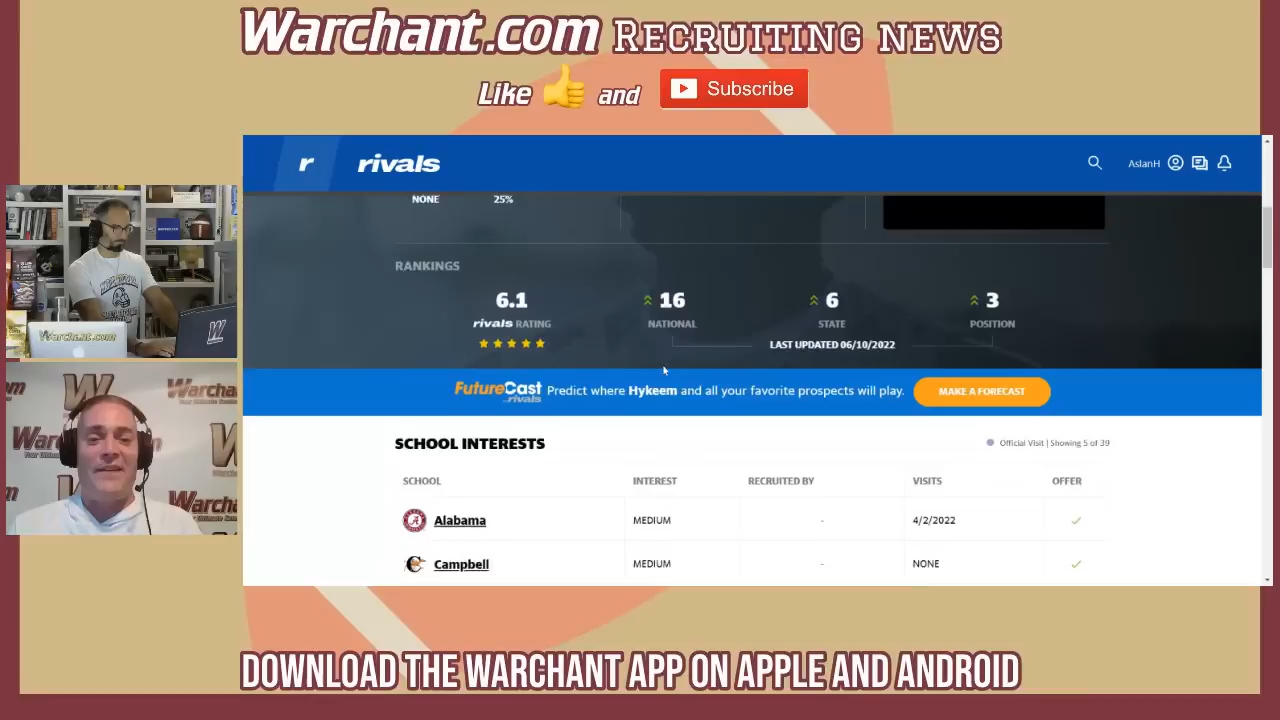 Warchant.com RECRUITING NEWS
Like and Subscribe
r rivals AslanH
NONE 25%
RANKINGS
6.1 16 6 3
rivals RATING NATIONAL STATE POSITION
LAST UPDATED 06/10/2022
FutureCast rivals Predict where Hykeem and all your favorite prospects will play. MAKE A FORECAST
SCHOOL INTERESTS Official Visit | Showing 5 of 39
SCHOOL INTEREST RECRUITED BY VISITS OFFER
Alabama MEDIUM - 4/2/2022
Campbell MEDIUM - NONE
Warchant.com
W
Warchant
DOWNLOAD THE WARCHANT APP ON APPLE AND ANDROID